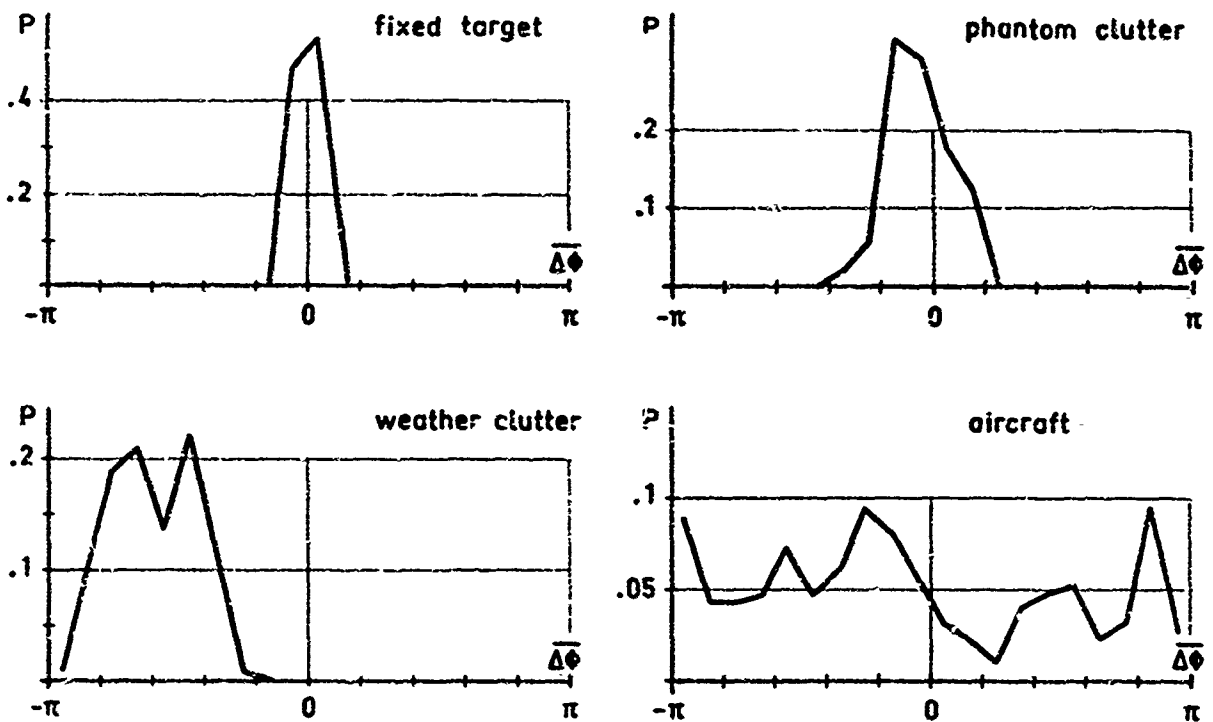 P fixed target
.4
.2
ΔΦ
-π 0 π
P phantom clutter
.2
.1
ΔΦ
-π 0 π
P weather clutter
.2
.1
ΔΦ
-π 0 π
P aircraft
.1
.05
ΔΦ
-π 0 π